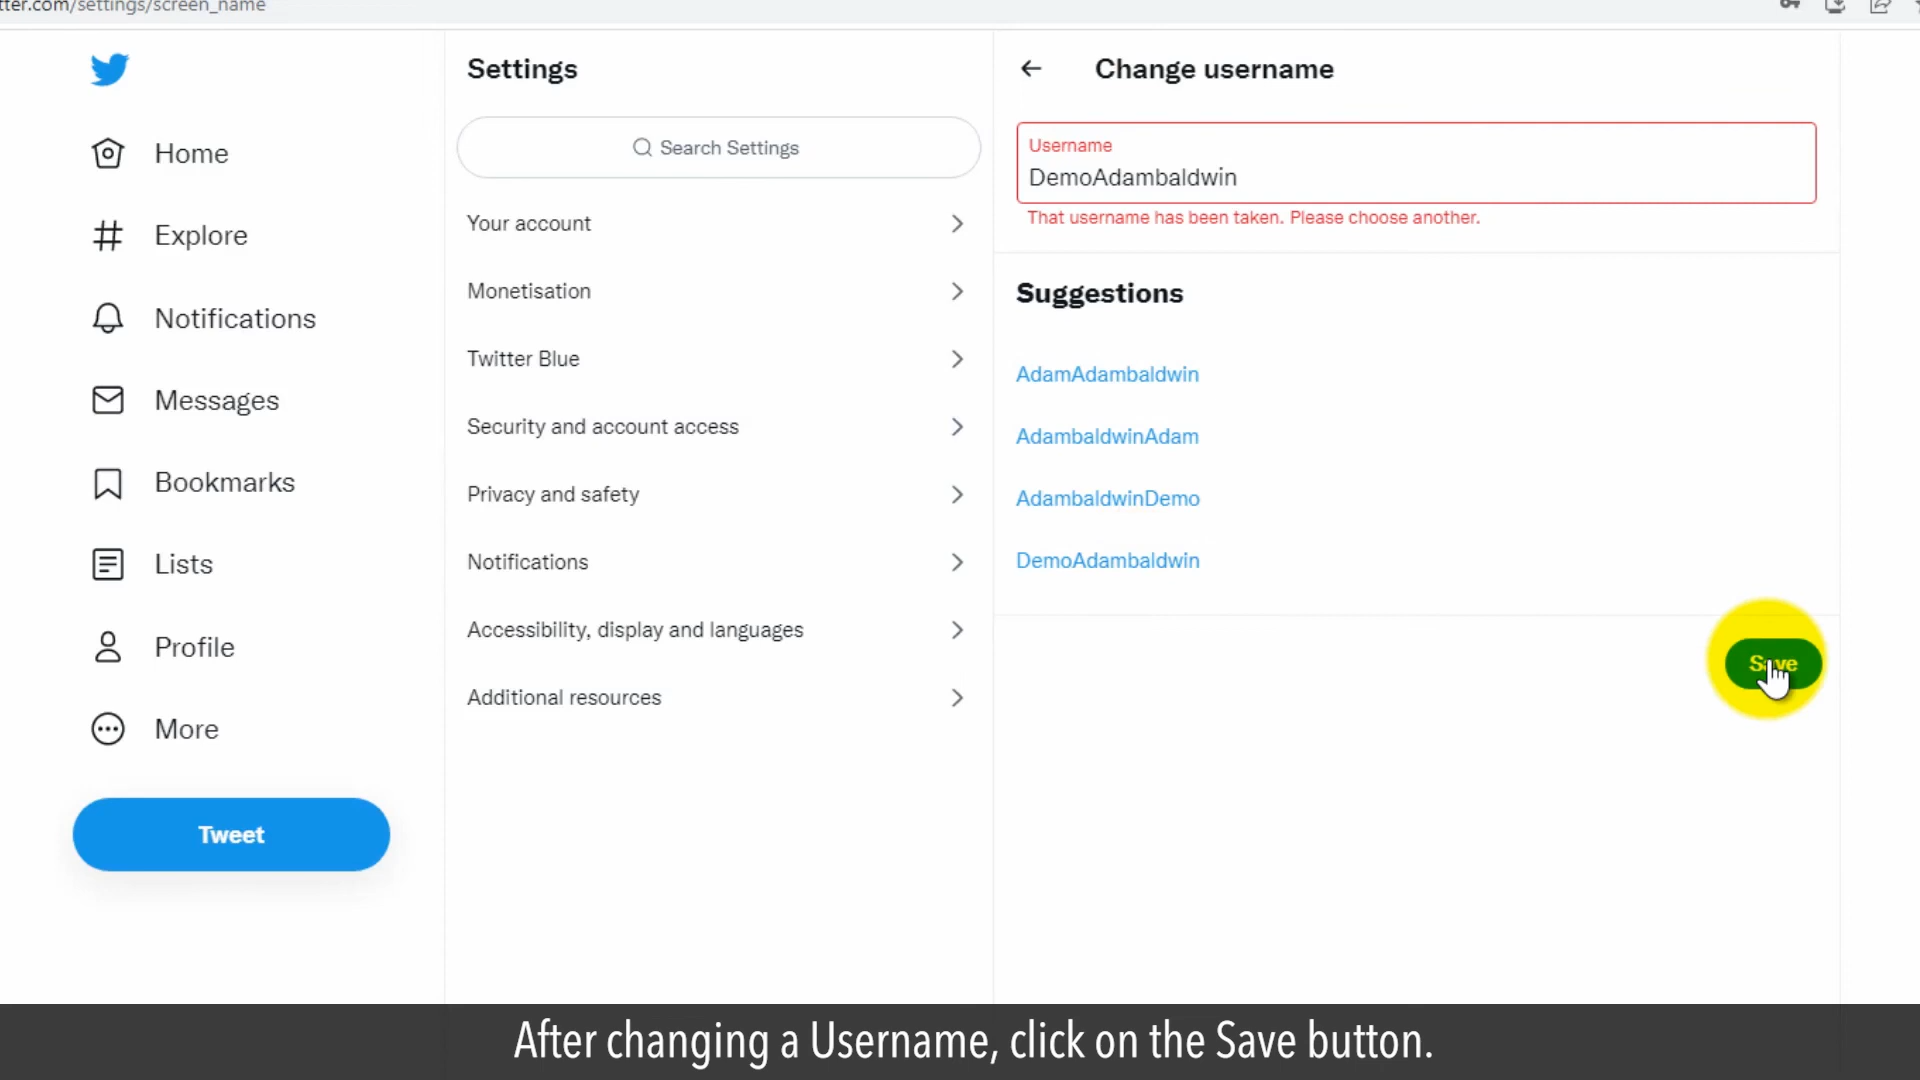 tter.com/settings/screen_name
Home
Explore
Notifications
Messages
Bookmarks
Lists
Profile
More
Tweet
Settings
Search Settings
Your account
Monetisation
Twitter Blue
Security and account access
Privacy and safety
Notifications
Accessibility, display and languages
Additional resources
Change username
Username
DemoAdambaldwin
That username has been taken. Please choose another.
Suggestions
AdamAdambaldwin
AdambaldwinAdam
AdambaldwinDemo
DemoAdambaldwin
Save
After changing a Username, click on the Save button.